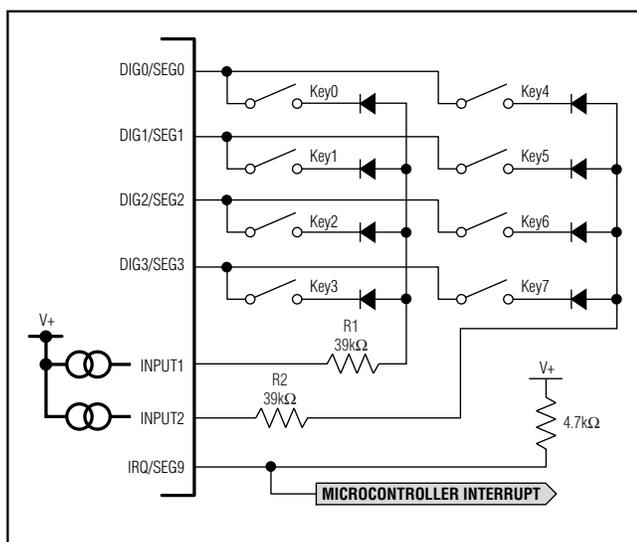 DIG0/SEG0
Key0
Key4
DIG1/SEG1
Key1
Key5
DIG2/SEG2
Key2
Key6
DIG3/SEG3
Key3
Key7
V+
R1
39kΩ
INPUT1
R2
39kΩ
V+
INPUT2
4.7kΩ
IRQ/SEG9
MICROCONTROLLER INTERRUPT